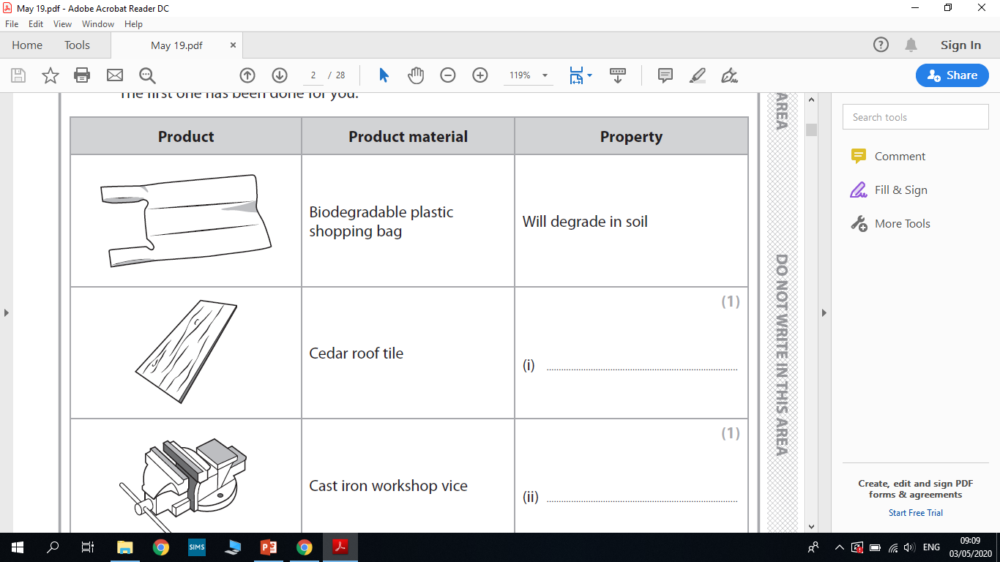 May 19.pdf - Adobe Acrobat Reader DC
File Edit View Window Help
Home Tools May 19.pdf × ? Sign In
2 / 28 119% Share
The first one has been done for you.
Product Product material Property
Biodegradable plastic
shopping bag
Will degrade in soil
(1)
Cedar roof tile
(i)
(1)
Cast iron workshop vice
(ii)
AREA
DO NOT WRITE IN THIS AREA
Search tools
Comment
Fill & Sign
More Tools
Create, edit and sign PDF
forms & agreements
Start Free Trial
SIMS
ENG
09:09
03/05/2020